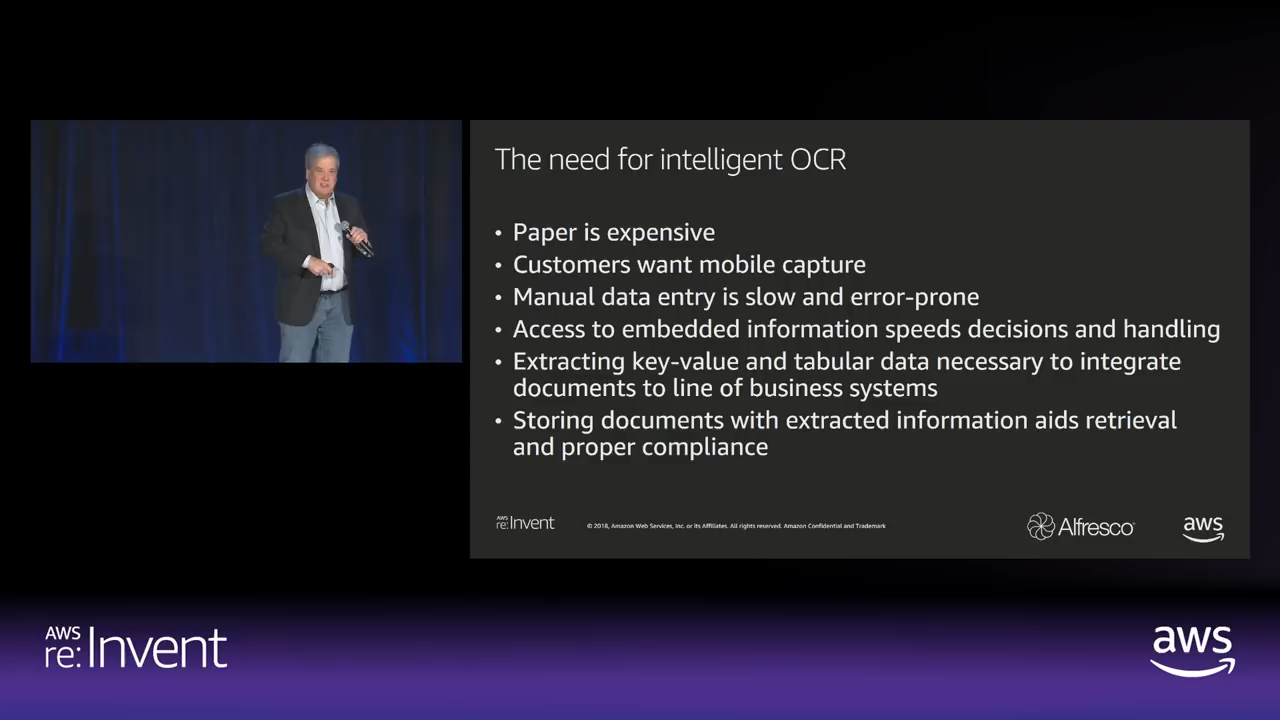 The need for intelligent OCR
• Paper is expensive
• Customers want mobile capture
• Manual data entry is slow and error-prone
• Access to embedded information speeds decisions and handling
• Extracting key-value and tabular data necessary to integrate
documents to line of business systems
• Storing documents with extracted information aids retrieval
and proper compliance
AWS
re:Invent
© 2018, Amazon Web Services, Inc. or its Affiliates. All rights reserved. Amazon Confidential and Trademark
Alfresco
aws
AWS
re:Invent
aws